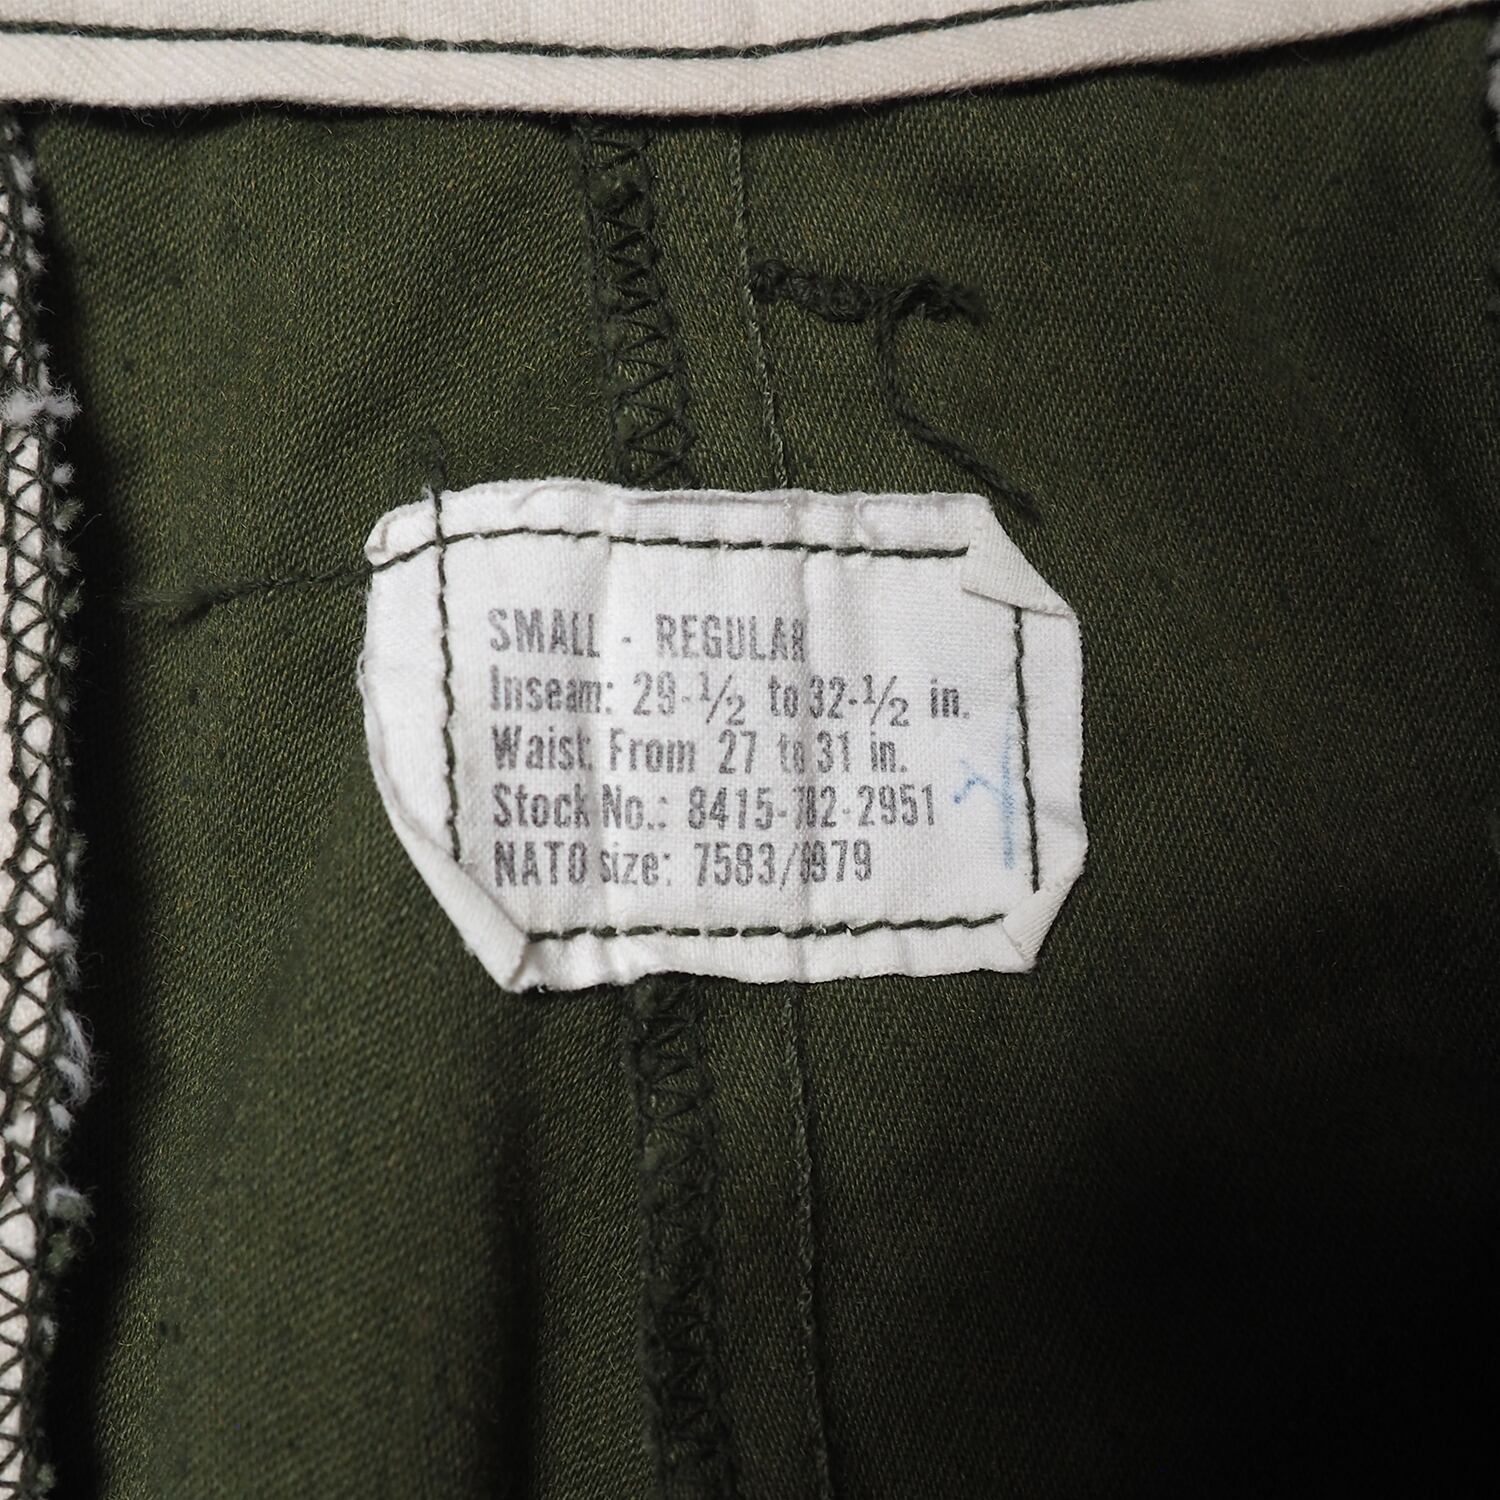 SMALL - REGULAR
Inseam: 29-½ to 32-½ in.
Waist: From 27 to 31 in.
Stock No.: 8415-782-2951
NATO size: 7583/6979